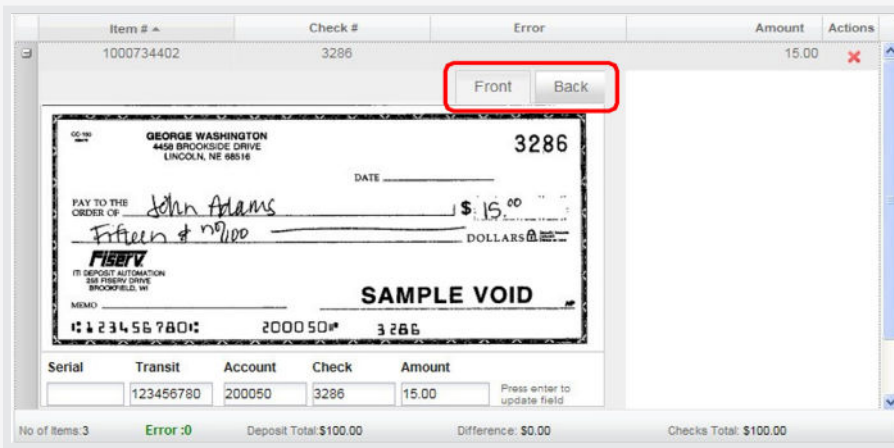 Item # Check # Error Amount Actions
1000734402 3286 15.00
Front Back
GEORGE WASHINGTON
4458 BROOKSIDE DRIVE
LINCOLN, NE 68516
3286
DATE
PAY TO THE
ORDER OF John Adams $ 15.00
Fifteen & no/100 DOLLARS
Fiserv.
ITI DEPOSIT AUTOMATION
255 FISERV DRIVE
BROOKFIELD, WI
SAMPLE VOID
MEMO
⑆123456780⑆ 200050⑈ 3286
Serial Transit Account Check Amount
123456780 200050 3286 15.00 Press enter to
update field
No of Items:3 Error :0 Deposit Total:$100.00 Difference: $0.00 Checks Total: $100.00